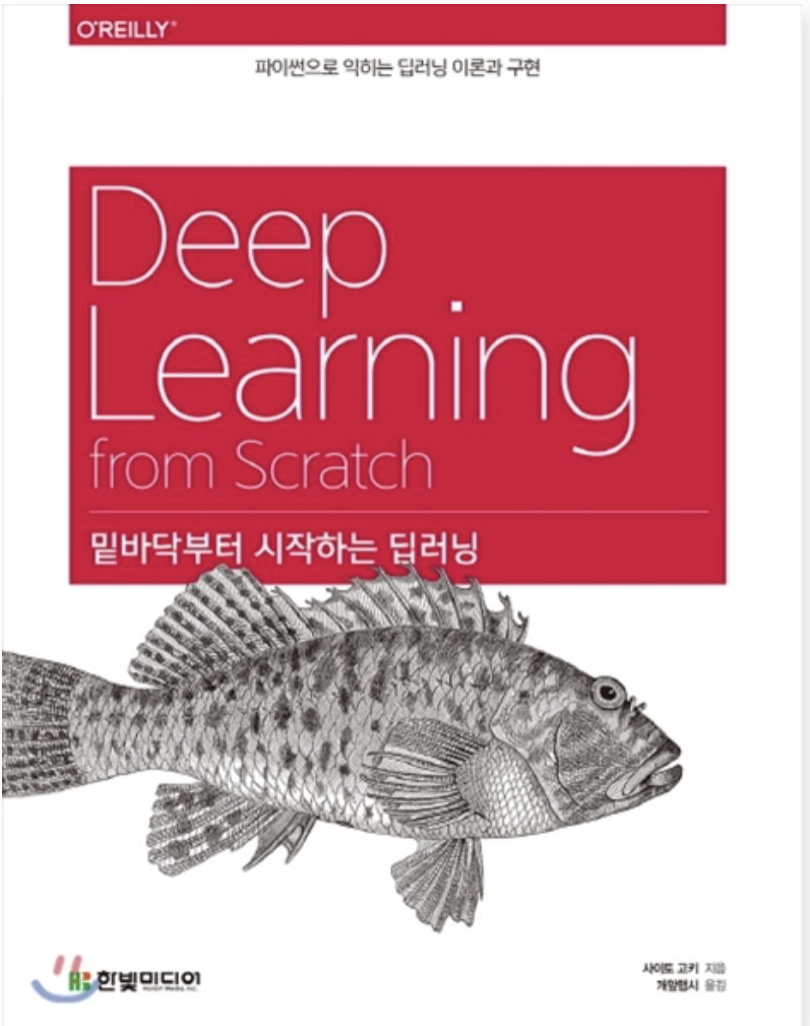 O'REILLY®
파이썬으로 익히는 딥러닝 이론과 구현
Deep
Learning
from Scratch
밑바닥부터 시작하는 딥러닝
한빛미디어
사이토 고키 지음
개앞맵시 옮김